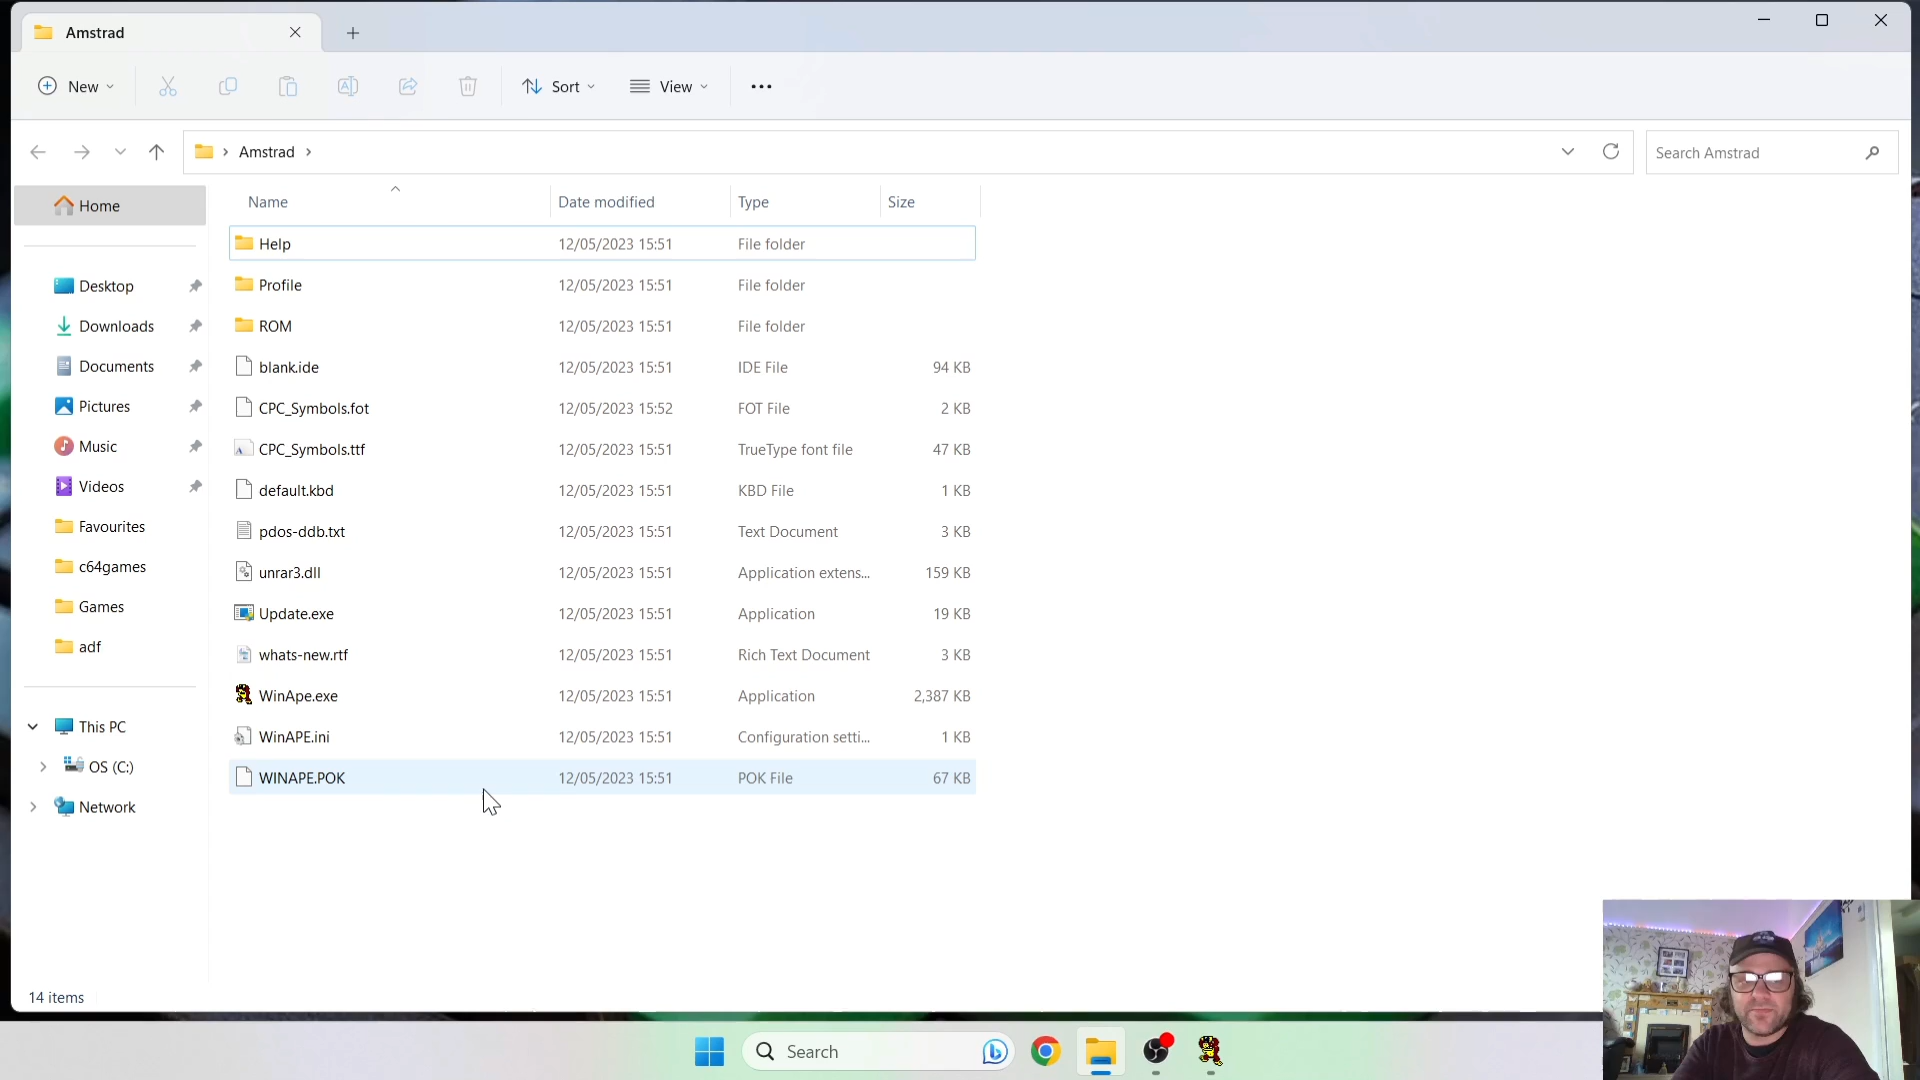 Amstrad
New Sort View
Amstrad Search Amstrad
Home
Desktop
Downloads
Documents
Pictures
Music
Videos
Favourites
c64games
Games
adf
This PC
OS (C:)
Network
Name Date modified Type Size
Help 12/05/2023 15:51 File folder
Profile 12/05/2023 15:51 File folder
ROM 12/05/2023 15:51 File folder
blank.ide 12/05/2023 15:51 IDE File 94 KB
CPC_Symbols.fot 12/05/2023 15:52 FOT File 2 KB
CPC_Symbols.ttf 12/05/2023 15:51 TrueType font file 47 KB
default.kbd 12/05/2023 15:51 KBD File 1 KB
pdos-ddb.txt 12/05/2023 15:51 Text Document 3 KB
unrar3.dll 12/05/2023 15:51 Application extens... 159 KB
Update.exe 12/05/2023 15:51 Application 19 KB
whats-new.rtf 12/05/2023 15:51 Rich Text Document 3 KB
WinApe.exe 12/05/2023 15:51 Application 2,387 KB
WinAPE.ini 12/05/2023 15:51 Configuration setti... 1 KB
WINAPE.POK 12/05/2023 15:51 POK File 67 KB
14 items
Search